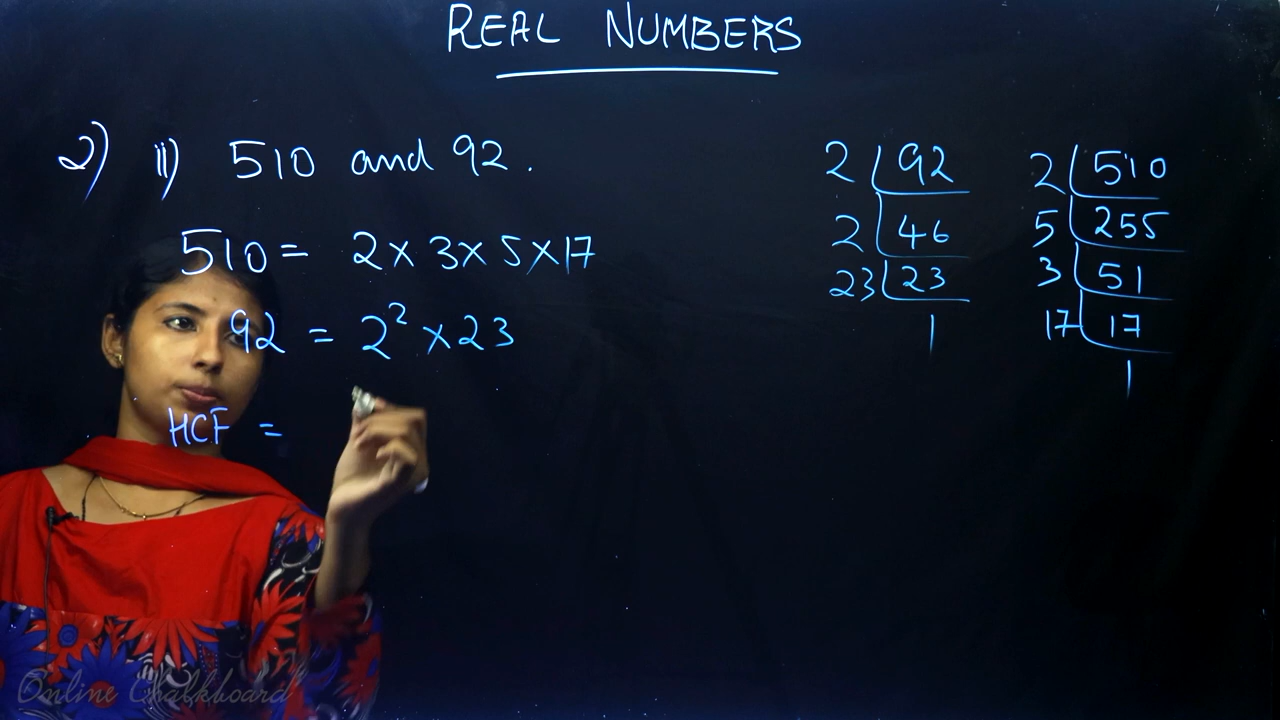 REAL NUMBERS
2) ii) 510 and 92.
510 = 2 × 3 × 5 × 17
92 = 2² × 23
HCF =
2 | 92
2 | 46
23 | 23
1
2 | 510
5 | 255
3 | 51
17 | 17
1
Online Chalkboard